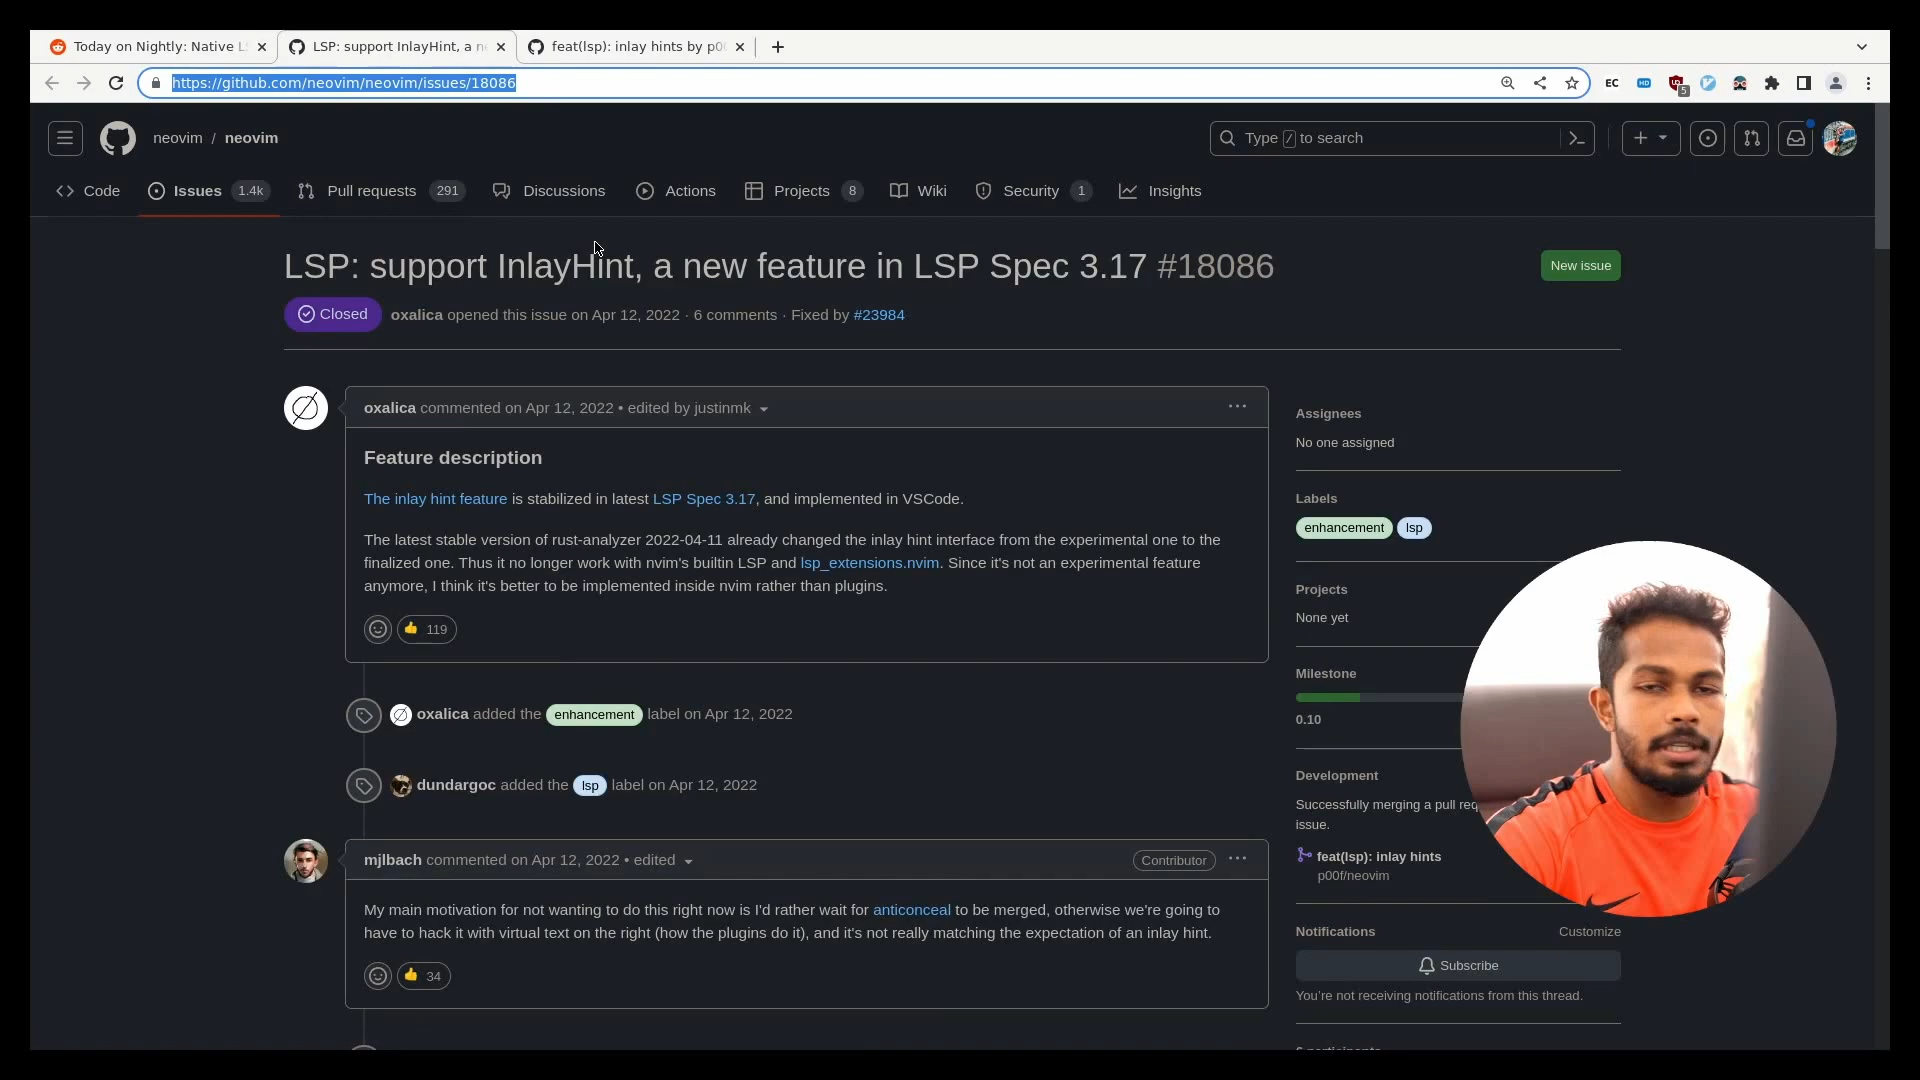 Today on Nightly: Native L
LSP: support InlayHint, a n
feat(lsp): inlay hints by p0
https://github.com/neovim/neovim/issues/18086
EC
HD
5
neovim / neovim
Type / to search
Code
Issues 1.4k
Pull requests 291
Discussions
Actions
Projects 8
Wiki
Security 1
Insights
LSP: support InlayHint, a new feature in LSP Spec 3.17 #18086
New issue
Closed
oxalica opened this issue on Apr 12, 2022 · 6 comments · Fixed by #23984
oxalica commented on Apr 12, 2022 • edited by justinmk
Feature description
The inlay hint feature is stabilized in latest LSP Spec 3.17, and implemented in VSCode.
The latest stable version of rust-analyzer 2022-04-11 already changed the inlay hint interface from the experimental one to the
finalized one. Thus it no longer work with nvim's builtin LSP and lsp_extensions.nvim. Since it's not an experimental feature
anymore, I think it's better to be implemented inside nvim rather than plugins.
119
oxalica added the enhancement label on Apr 12, 2022
dundargoc added the lsp label on Apr 12, 2022
mjlbach commented on Apr 12, 2022 • edited
Contributor
My main motivation for not wanting to do this right now is I'd rather wait for anticonceal to be merged, otherwise we're going to
have to hack it with virtual text on the right (how the plugins do it), and it's not really matching the expectation of an inlay hint.
34
Assignees
No one assigned
Labels
enhancement lsp
Projects
None yet
Milestone
0.10
Development
Successfully merging a pull req
issue.
feat(lsp): inlay hints
p00f/neovim
Notifications
Customize
Subscribe
You're not receiving notifications from this thread.